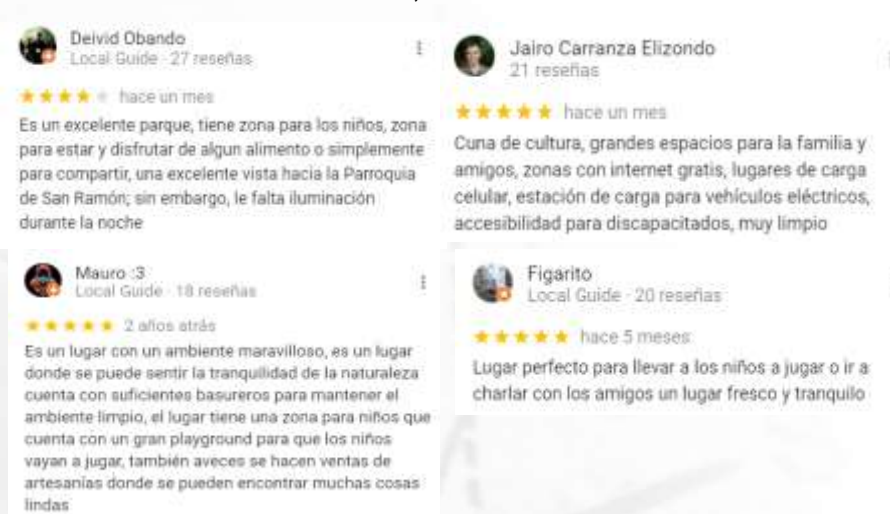 Deivid Obando
Local Guide · 27 reseñas
hace un mes
Es un excelente parque, tiene zona para los niños, zona
para estar y disfrutar de algun alimento o simplemente
para compartir, una excelente vista hacia la Parroquia
de San Ramón; sin embargo, le falta iluminación
durante la noche
Jairo Carranza Elizondo
21 reseñas
hace un mes
Cuna de cultura, grandes espacios para la familia y
amigos, zonas con internet gratis, lugares de carga
celular, estación de carga para vehículos eléctricos,
accesibilidad para discapacitados, muy limpio
Mauro :3
Local Guide · 18 reseñas
2 años atrás
Es un lugar con un ambiente maravilloso, es un lugar
donde se puede sentir la tranquilidad de la naturaleza
cuenta con suficientes basureros para mantener el
ambiente limpio, el lugar tiene una zona para niños que
cuenta con un gran playground para que los niños
vayan a jugar, también aveces se hacen ventas de
artesanías donde se pueden encontrar muchas cosas
lindas
Figarito
Local Guide · 20 reseñas
hace 5 meses
Lugar perfecto para llevar a los niños a jugar o ir a
charlar con los amigos un lugar fresco y tranquilo